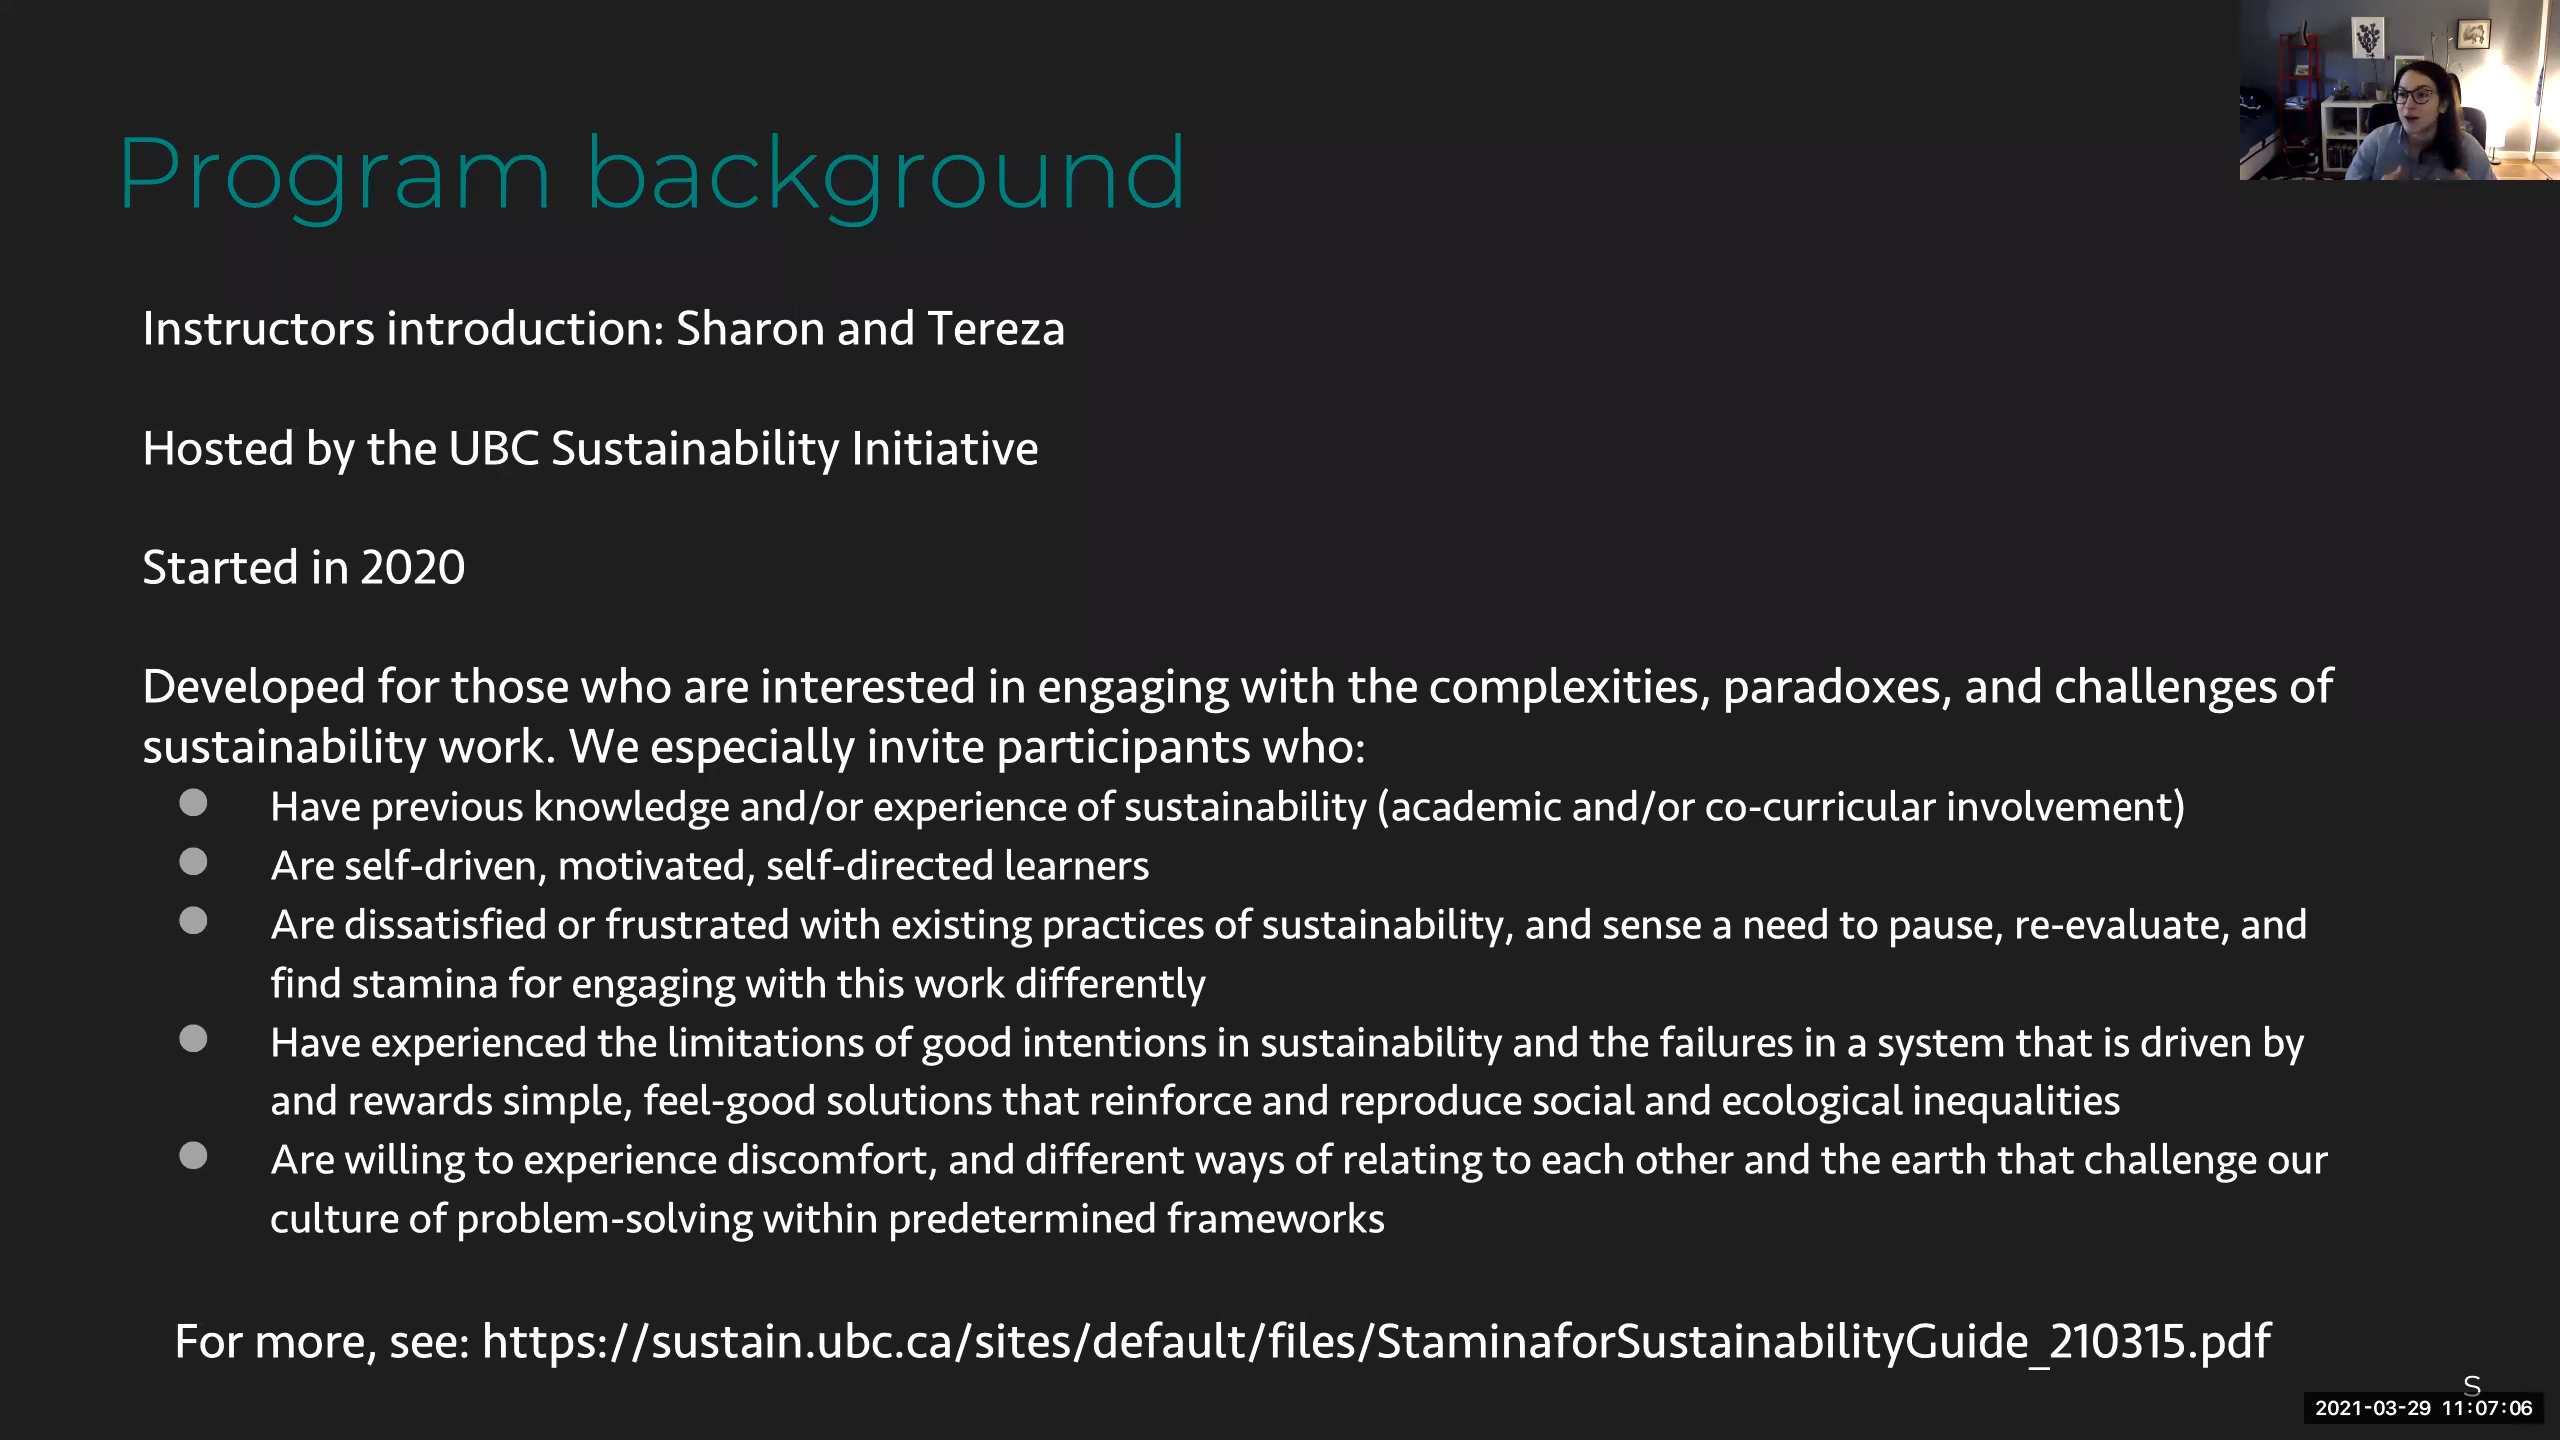 Program background
Instructors introduction: Sharon and Tereza
Hosted by the UBC Sustainability Initiative
Started in 2020
Developed for those who are interested in engaging with the complexities, paradoxes, and challenges of
sustainability work. We especially invite participants who:
● Have previous knowledge and/or experience of sustainability (academic and/or co-curricular involvement)
● Are self-driven, motivated, self-directed learners
● Are dissatisfied or frustrated with existing practices of sustainability, and sense a need to pause, re-evaluate, and
find stamina for engaging with this work differently
● Have experienced the limitations of good intentions in sustainability and the failures in a system that is driven by
and rewards simple, feel-good solutions that reinforce and reproduce social and ecological inequalities
● Are willing to experience discomfort, and different ways of relating to each other and the earth that challenge our
culture of problem-solving within predetermined frameworks
For more, see: https://sustain.ubc.ca/sites/default/files/StaminaforSustainabilityGuide_210315.pdf
S
2021-03-29 11:07:06